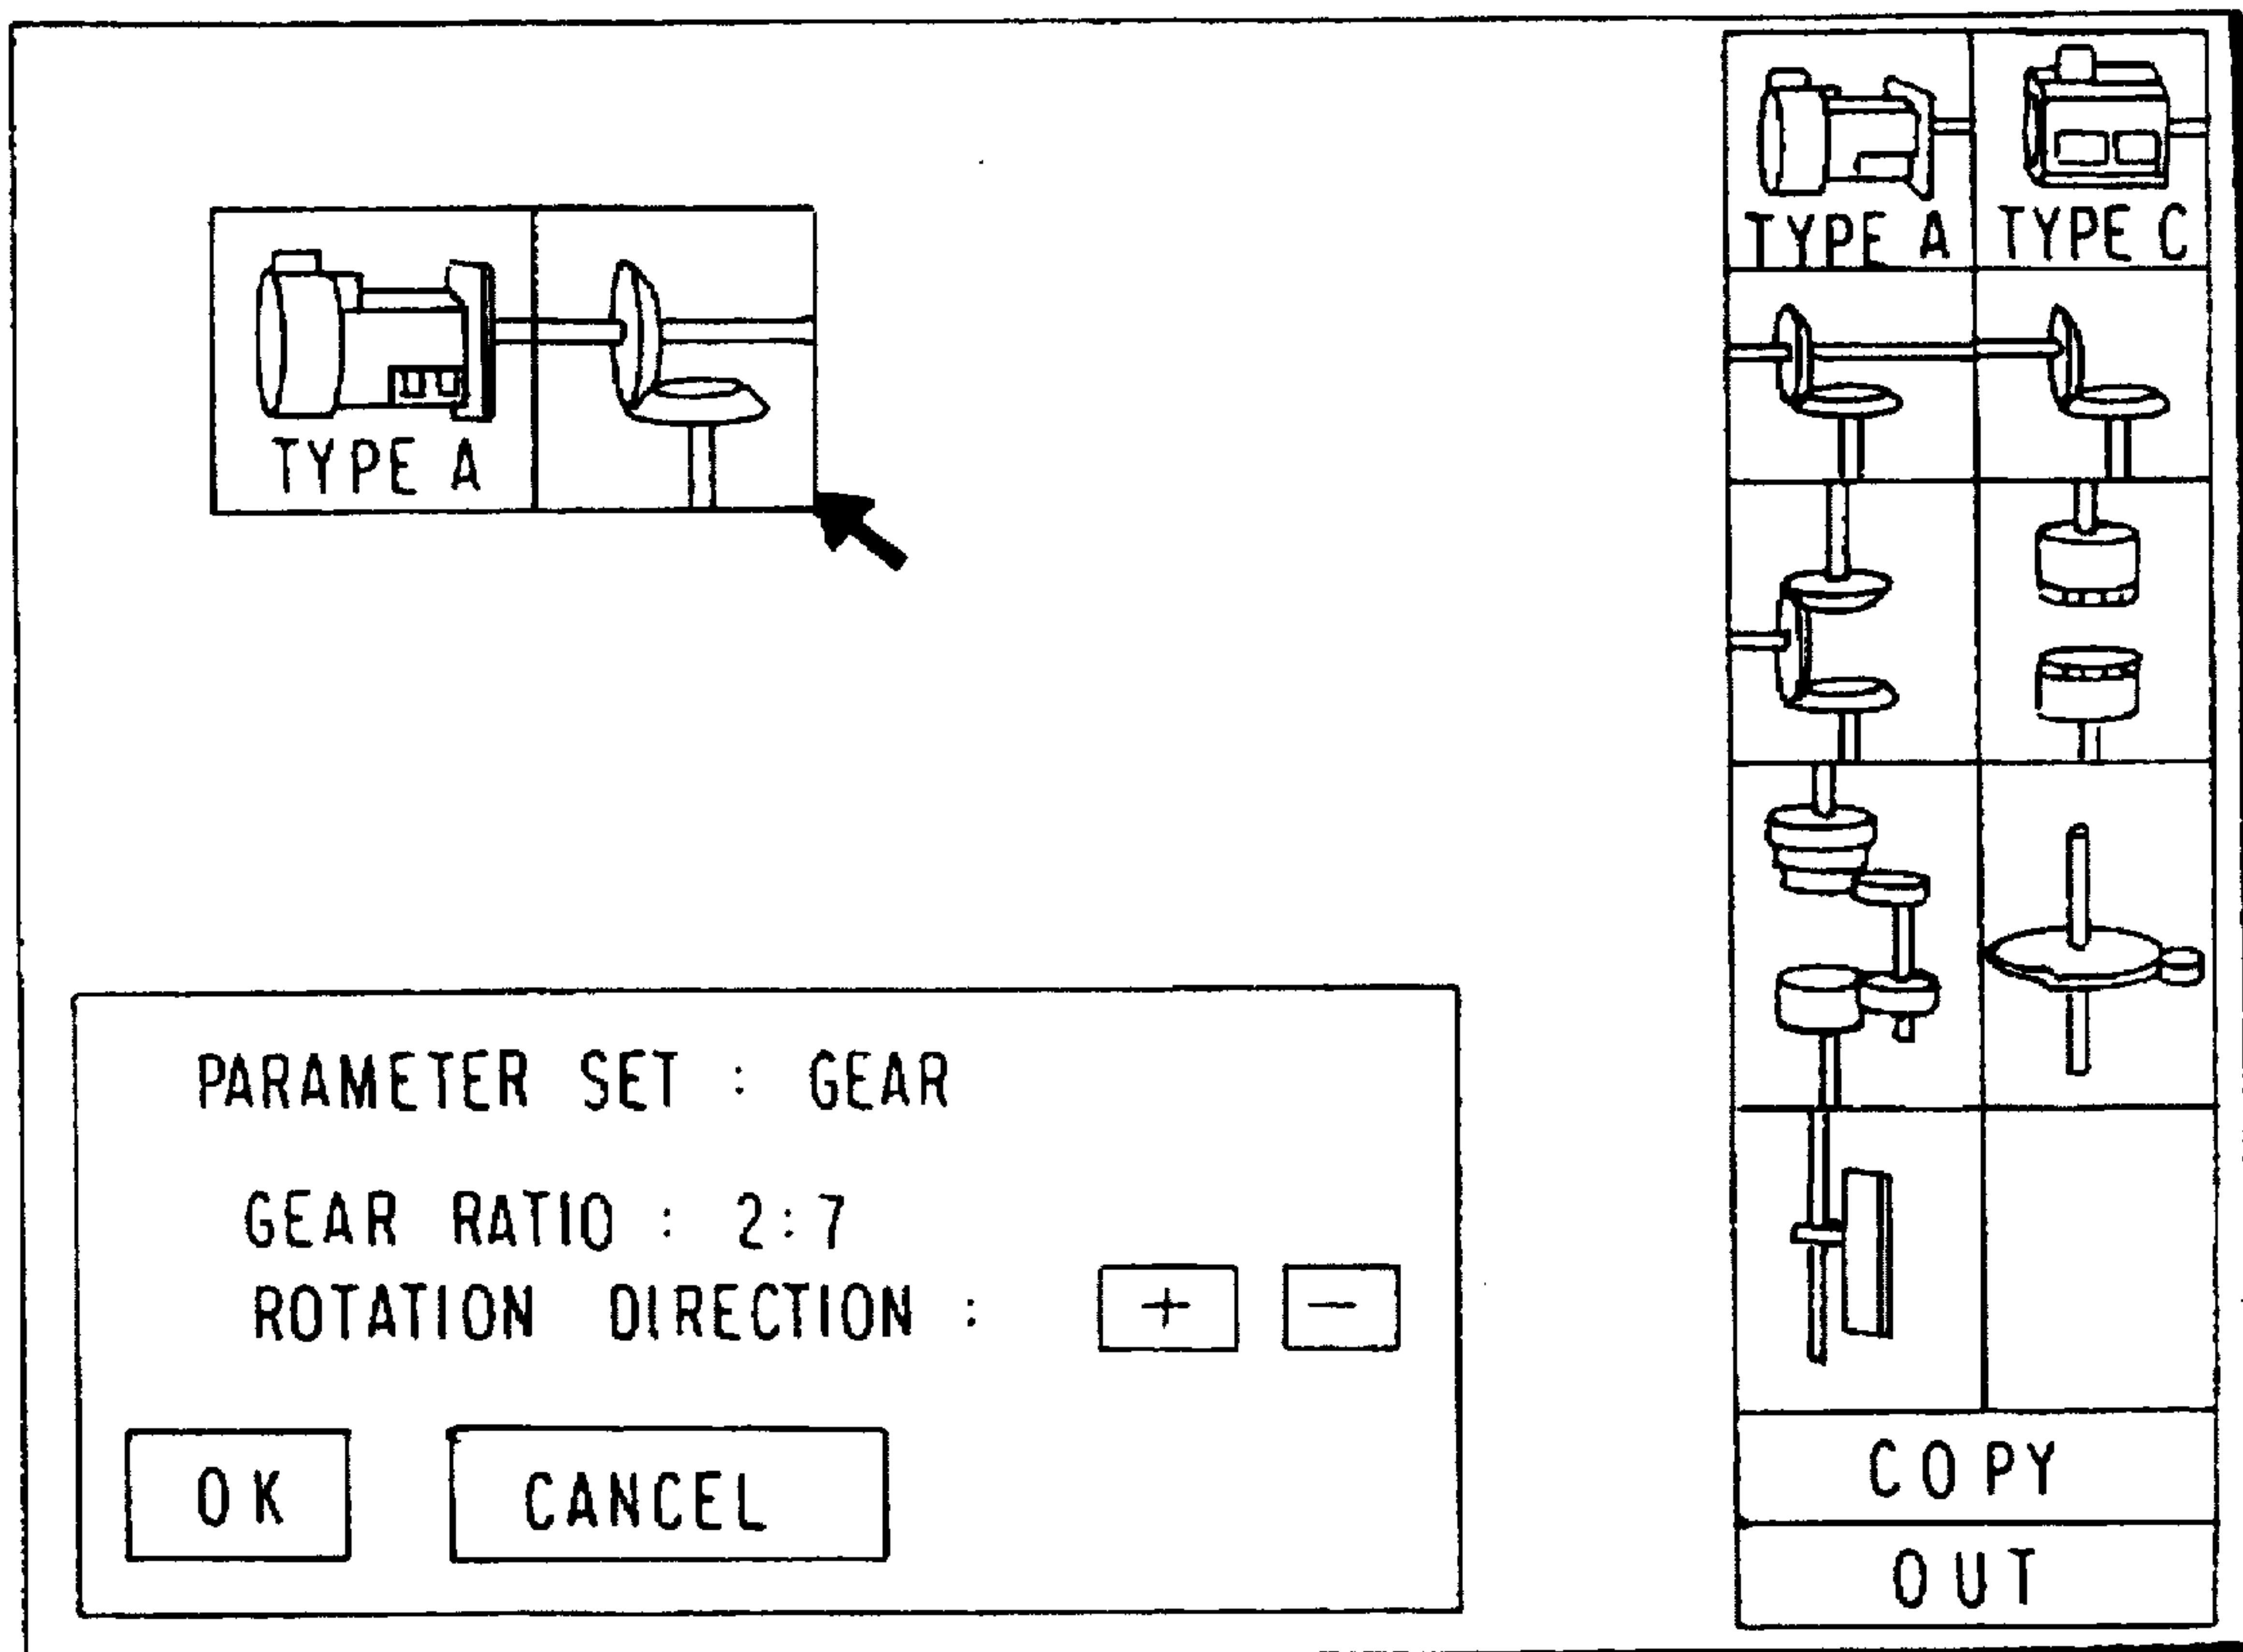 TYPE A
TYPE A TYPE C
PARAMETER SET : GEAR
GEAR RATIO : 2:7
ROTATION DIRECTION : + −
OK CANCEL
COPY
OUT